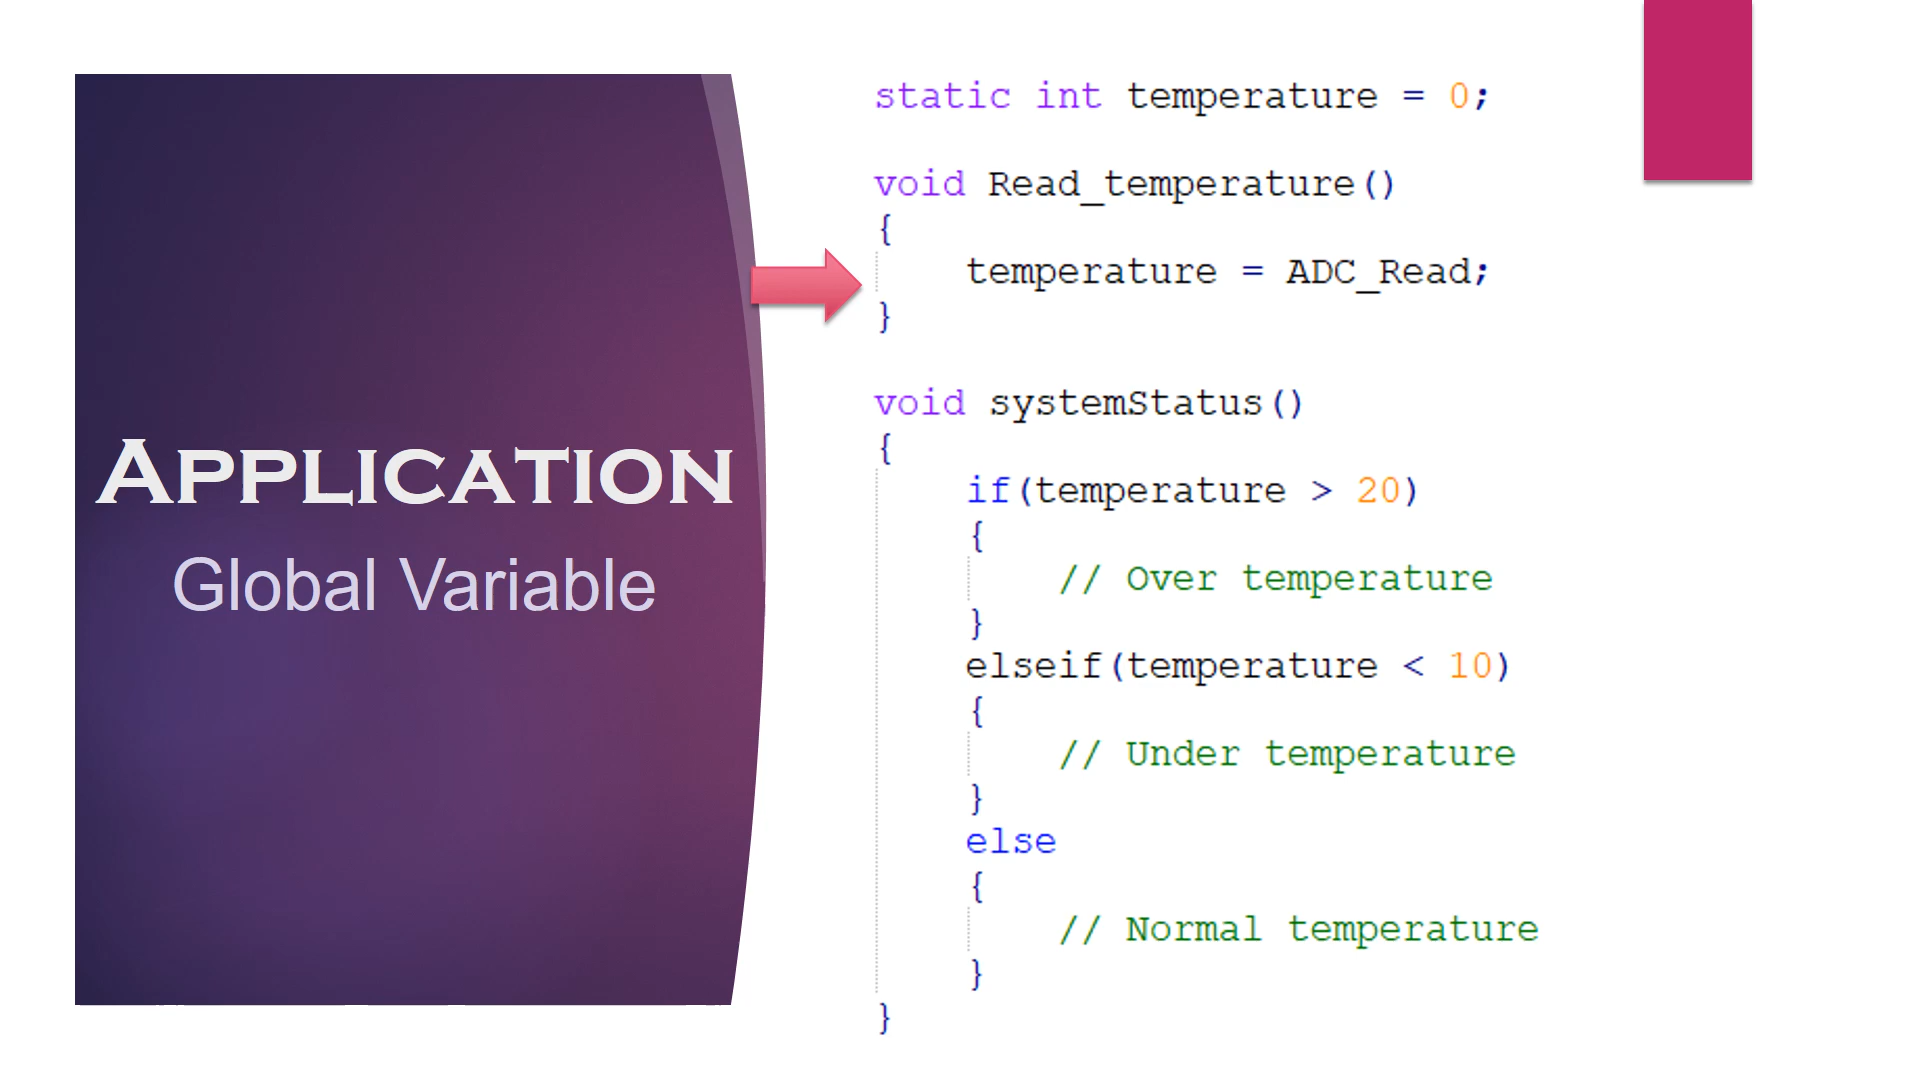 APPLICATION
Global Variable
static int temperature = 0;
void Read_temperature()
{
temperature = ADC_Read;
}
void systemStatus()
{
if(temperature > 20)
{
// Over temperature
}
elseif(temperature < 10)
{
// Under temperature
}
else
{
// Normal temperature
}
}